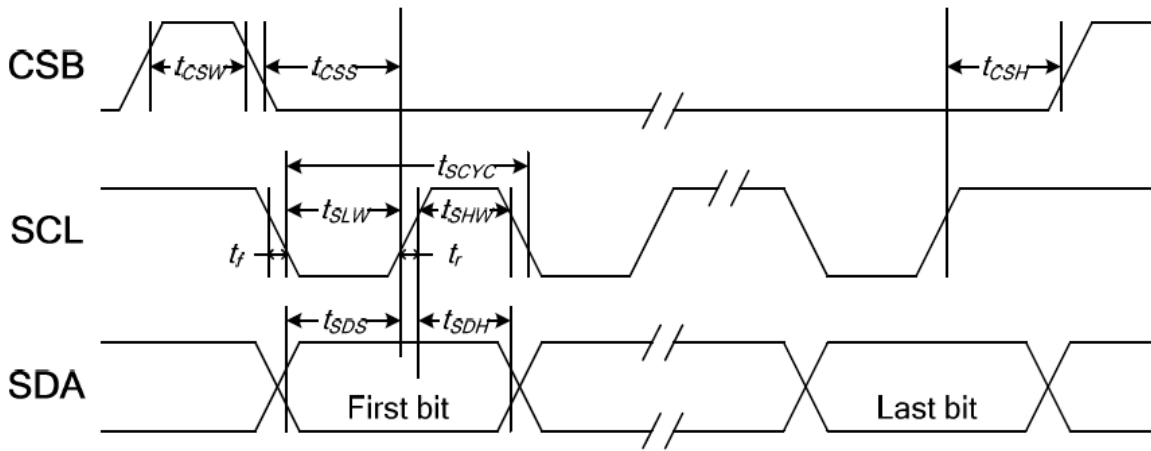 CSB
tCSW
tCSS
tCSH
tSCYC
SCL
tSLW
tSHW
tf
tr
tSDS
tSDH
SDA
First bit
Last bit